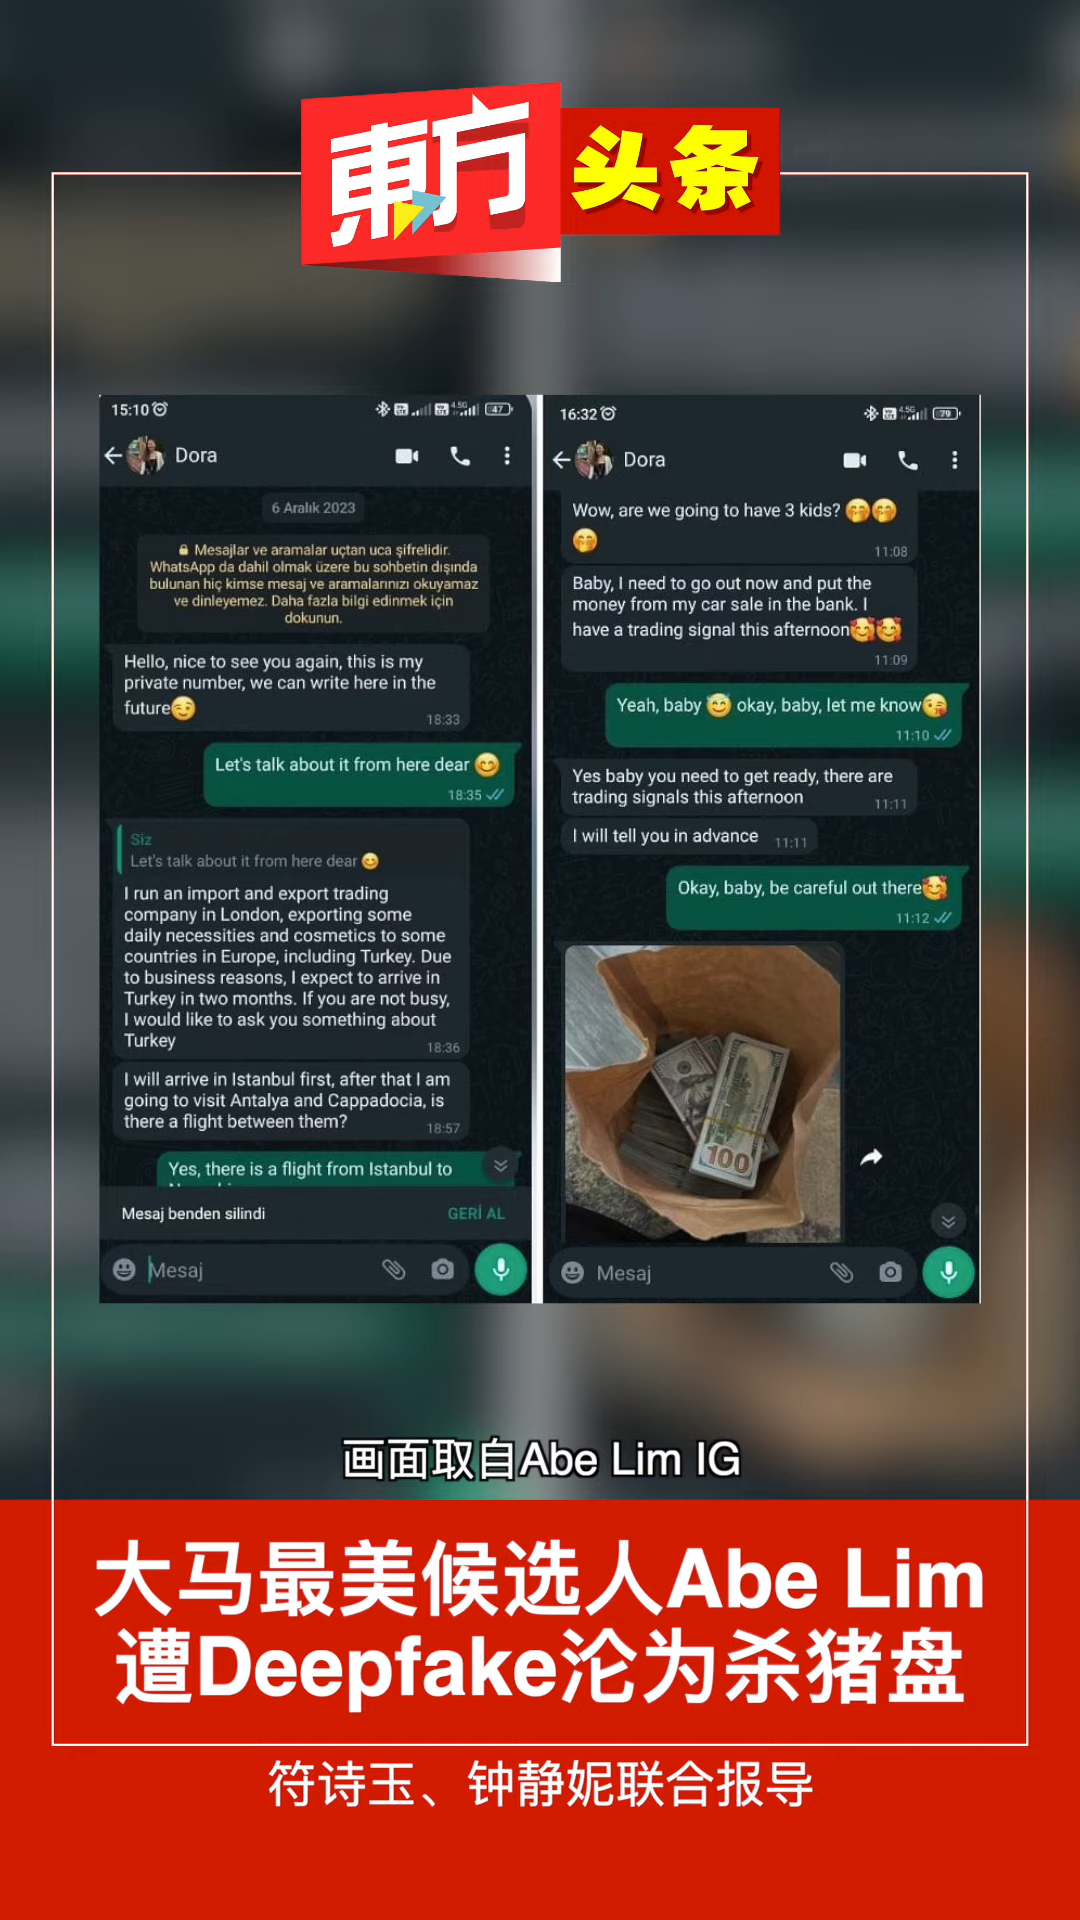 東方 头条
15:10
4.5G
47
Dora
6 Aralık 2023
Mesajlar ve aramalar uçtan uca şifrelidir.
WhatsApp da dahil olmak üzere bu sohbetin dışında
bulunan hiç kimse mesaj ve aramalarınızı okuyamaz
ve dinleyemez. Daha fazla bilgi edinmek için
dokunun.
Hello, nice to see you again, this is my
private number, we can write here in the
future😏
18:33
Let's talk about it from here dear 😊
18:35
Siz
Let's talk about it from here dear 😊
I run an import and export trading
company in London, exporting some
daily necessities and cosmetics to some
countries in Europe, including Turkey. Due
to business reasons, I expect to arrive in
Turkey in two months. If you are not busy,
I would like to ask you something about
Turkey
18:36
I will arrive in Istanbul first, after that I am
going to visit Antalya and Cappadocia, is
there a flight between them?
18:57
Yes, there is a flight from Istanbul to
Mesaj benden silindi GERİ AL
Mesaj
16:32
4.5G
79
Dora
Wow, are we going to have 3 kids? 🤭🤭
🤭
11:08
Baby, I need to go out now and put the
money from my car sale in the bank. I
have a trading signal this afternoon🥰🥰
11:09
Yeah, baby 😇 okay, baby, let me know😘
11:10
Yes baby you need to get ready, there are
trading signals this afternoon
11:11
I will tell you in advance
11:11
Okay, baby, be careful out there🥰
11:12
100
Mesaj
画面取自Abe Lim IG
大马最美候选人Abe Lim
遭Deepfake沦为杀猪盘
符诗玉、钟静妮联合报导